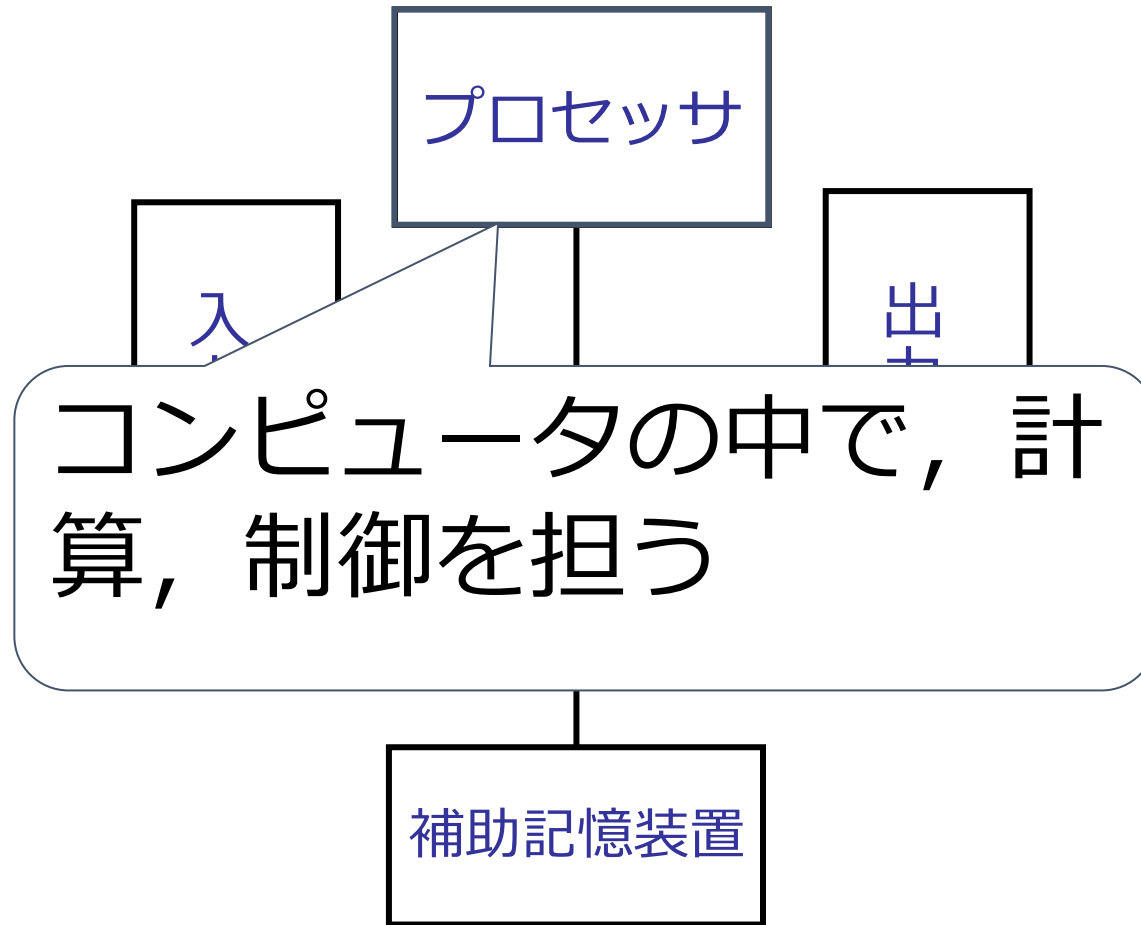 プロセッサ
入
出
コンピュータの中で，計
算，制御を担う
補助記憶装置